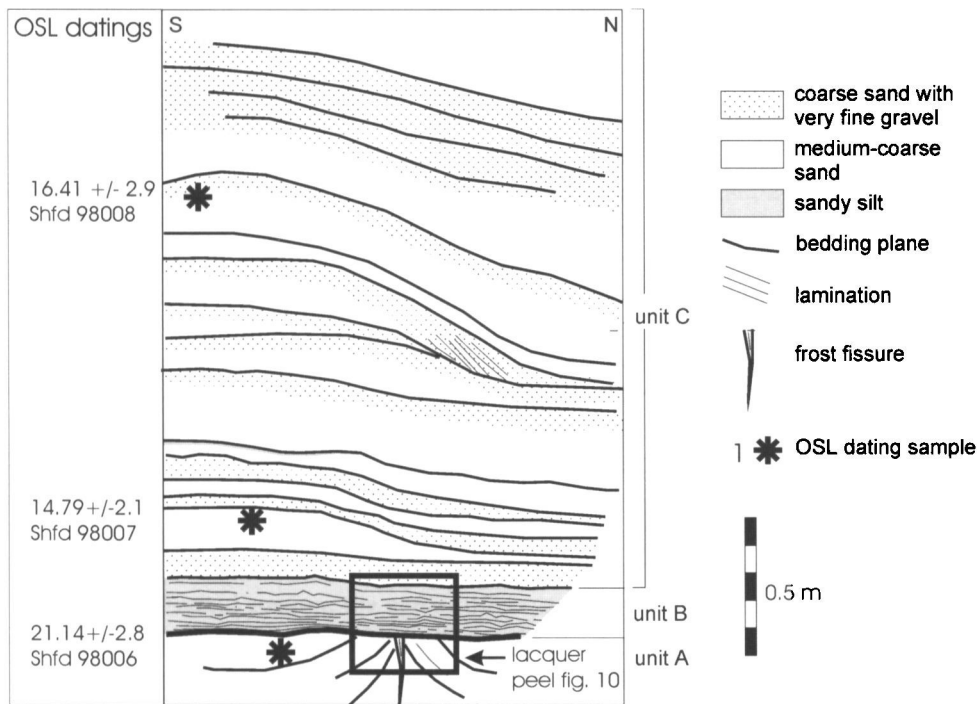 OSL datings
S
N
16.41 +/- 2.9
Shfd 98008
14.79+/-2.1
Shfd 98007
21.14+/-2.8
Shfd 98006
unit C
unit B
unit A
lacquer
peel fig. 10
coarse sand with
very fine gravel
medium-coarse
sand
sandy silt
bedding plane
lamination
frost fissure
1
OSL dating sample
0.5 m